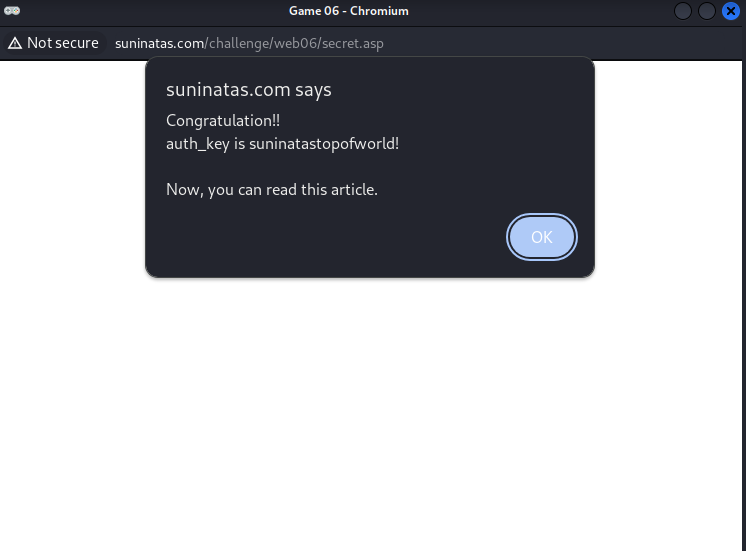 Game 06 - Chromium
Not secure suninatas.com/challenge/web06/secret.asp
suninatas.com says
Congratulation!!
auth_key is suninatastopofworld!
Now, you can read this article.
OK